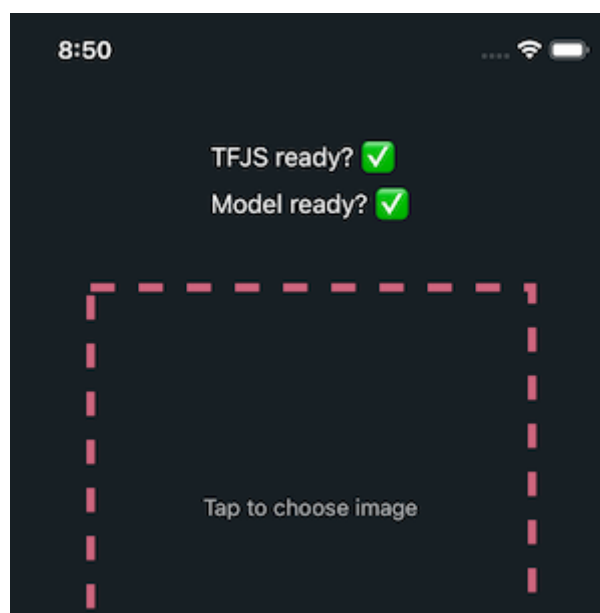 8:50
TFJS ready? ✅
Model ready? ✅
Tap to choose image